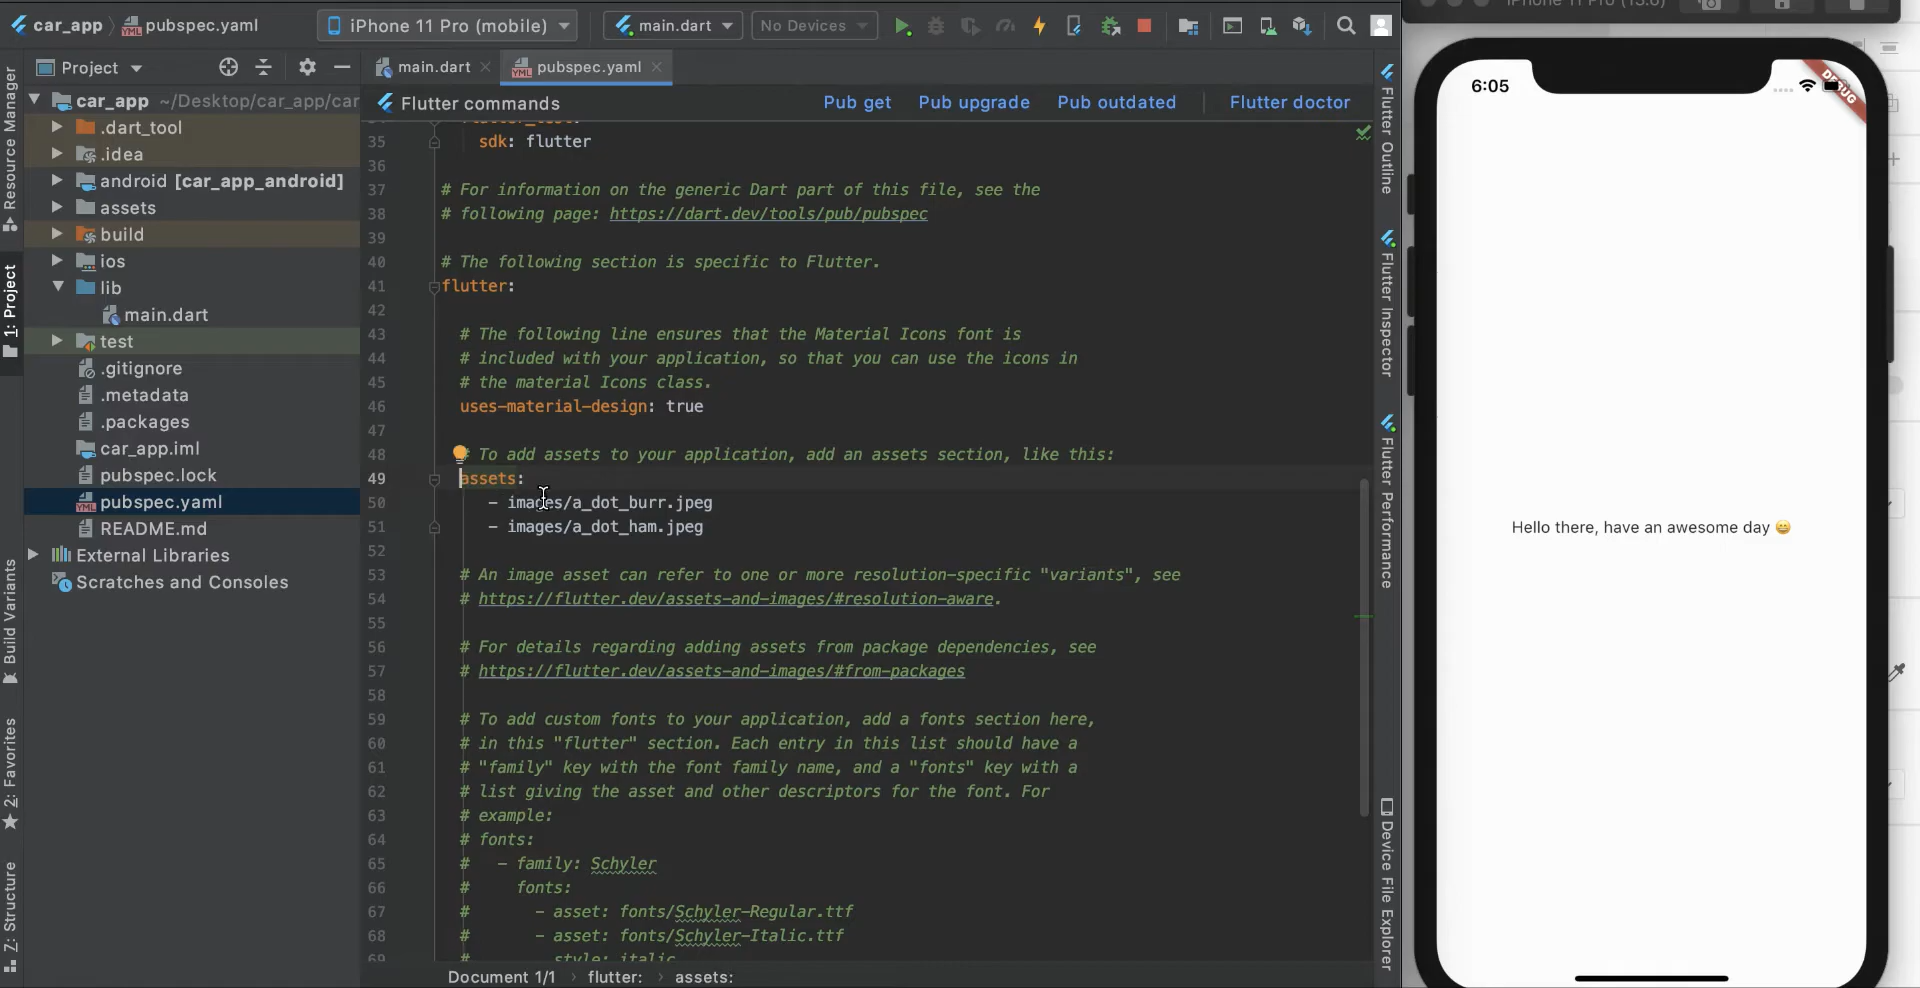 car_app
pubspec.yaml
iPhone 11 Pro (mobile)
main.dart
No Devices
iPhone 11 Pro (13.6)
Project
main.dart
pubspec.yaml
Flutter commands
Pub get
Pub upgrade
Pub outdated
Flutter doctor
Resource Manager
1: Project
Build Variants
2: Favorites
7: Structure
car_app ~/Desktop/car_app/car
.dart_tool
.idea
android [car_app_android]
assets
build
ios
lib
main.dart
test
.gitignore
.metadata
.packages
car_app.iml
pubspec.lock
pubspec.yaml
README.md
External Libraries
Scratches and Consoles
34 flutter_test:
35 sdk: flutter
36
37 # For information on the generic Dart part of this file, see the
38 # following page: https://dart.dev/tools/pub/pubspec
39
40 # The following section is specific to Flutter.
41 flutter:
42
43 # The following line ensures that the Material Icons font is
44 # included with your application, so that you can use the icons in
45 # the material Icons class.
46 uses-material-design: true
47
48 # To add assets to your application, add an assets section, like this:
49 assets:
50 - images/a_dot_burr.jpeg
51 - images/a_dot_ham.jpeg
52
53 # An image asset can refer to one or more resolution-specific "variants", see
54 # https://flutter.dev/assets-and-images/#resolution-aware.
55
56 # For details regarding adding assets from package dependencies, see
57 # https://flutter.dev/assets-and-images/#from-packages
58
59 # To add custom fonts to your application, add a fonts section here,
60 # in this "flutter" section. Each entry in this list should have a
61 # "family" key with the font family name, and a "fonts" key with a
62 # list giving the asset and other descriptors for the font. For
63 # example:
64 # fonts:
65 # - family: Schyler
66 # fonts:
67 # - asset: fonts/Schyler-Regular.ttf
68 # - asset: fonts/Schyler-Italic.ttf
69 # style: italic
Document 1/1 › flutter: › assets:
Flutter Outline
Flutter Inspector
Flutter Performance
Device File Explorer
6:05
DEBUG
Hello there, have an awesome day 😄